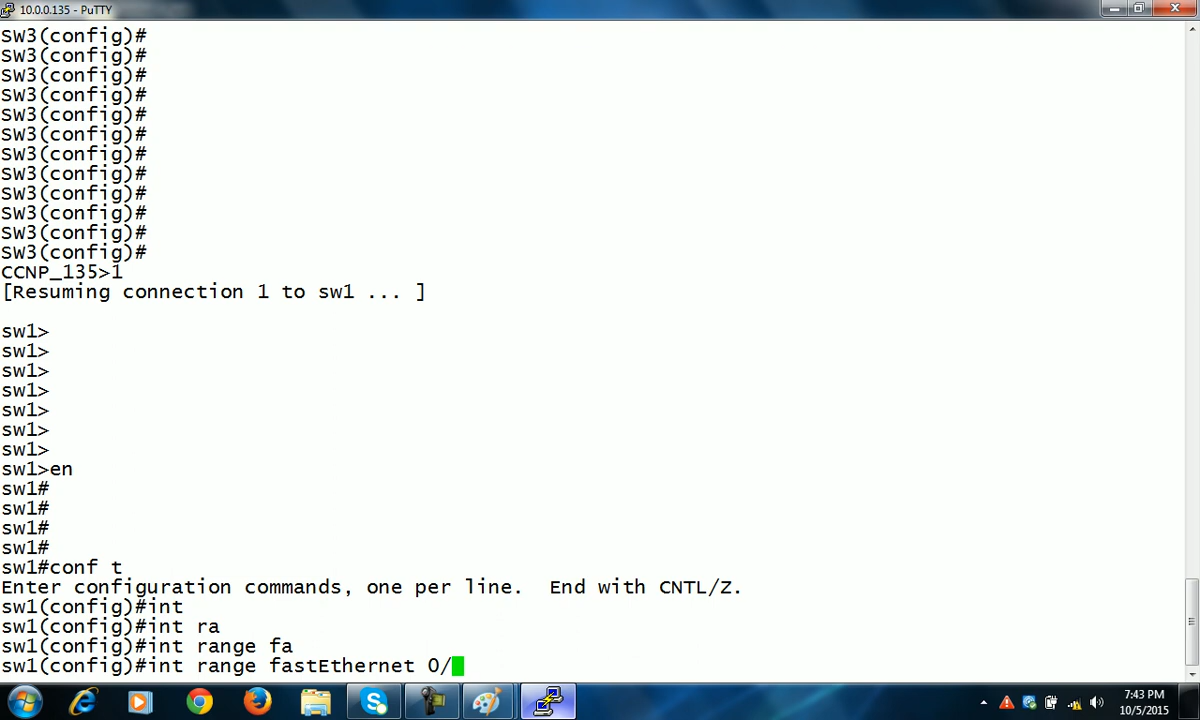 10.0.0.135 - PuTTY
SW3(config)#
SW3(config)#
SW3(config)#
SW3(config)#
SW3(config)#
SW3(config)#
SW3(config)#
SW3(config)#
SW3(config)#
SW3(config)#
SW3(config)#
SW3(config)#
CCNP_135>1
[Resuming connection 1 to sw1 ... ]
sw1>
sw1>
sw1>
sw1>
sw1>
sw1>
sw1>
sw1>en
sw1#
sw1#
sw1#
sw1#
sw1#conf t
Enter configuration commands, one per line.  End with CNTL/Z.
sw1(config)#int
sw1(config)#int ra
sw1(config)#int range fa
sw1(config)#int range fastEthernet 0/
7:43 PM
10/5/2015